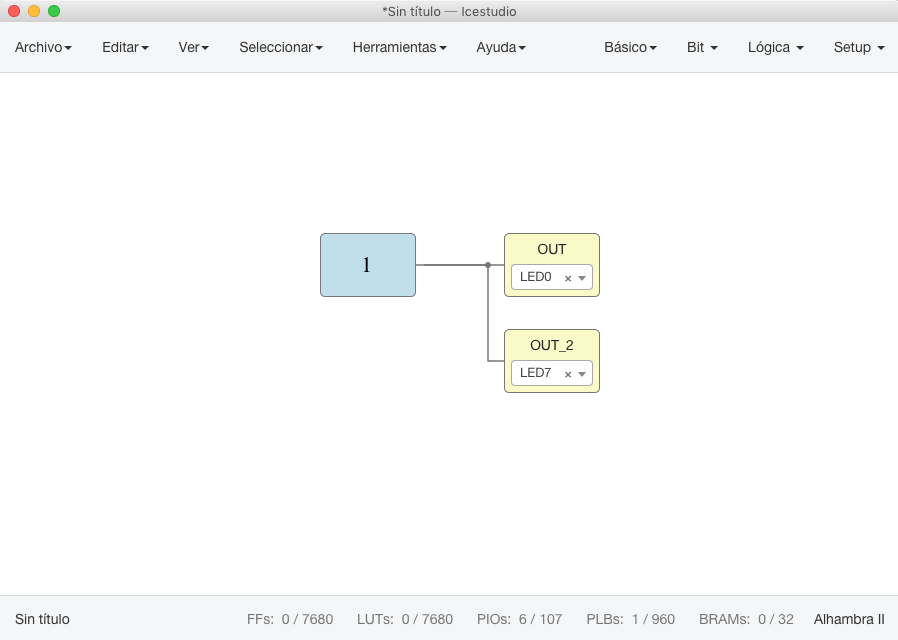 *Sin título — Icestudio
Archivo Editar Ver Seleccionar Herramientas Ayuda Básico Bit Lógica Setup
1
OUT
LED0
OUT_2
LED7
Sin título FFs: 0 / 7680 LUTs: 0 / 7680 PIOs: 6 / 107 PLBs: 1 / 960 BRAMs: 0 / 32 Alhambra II